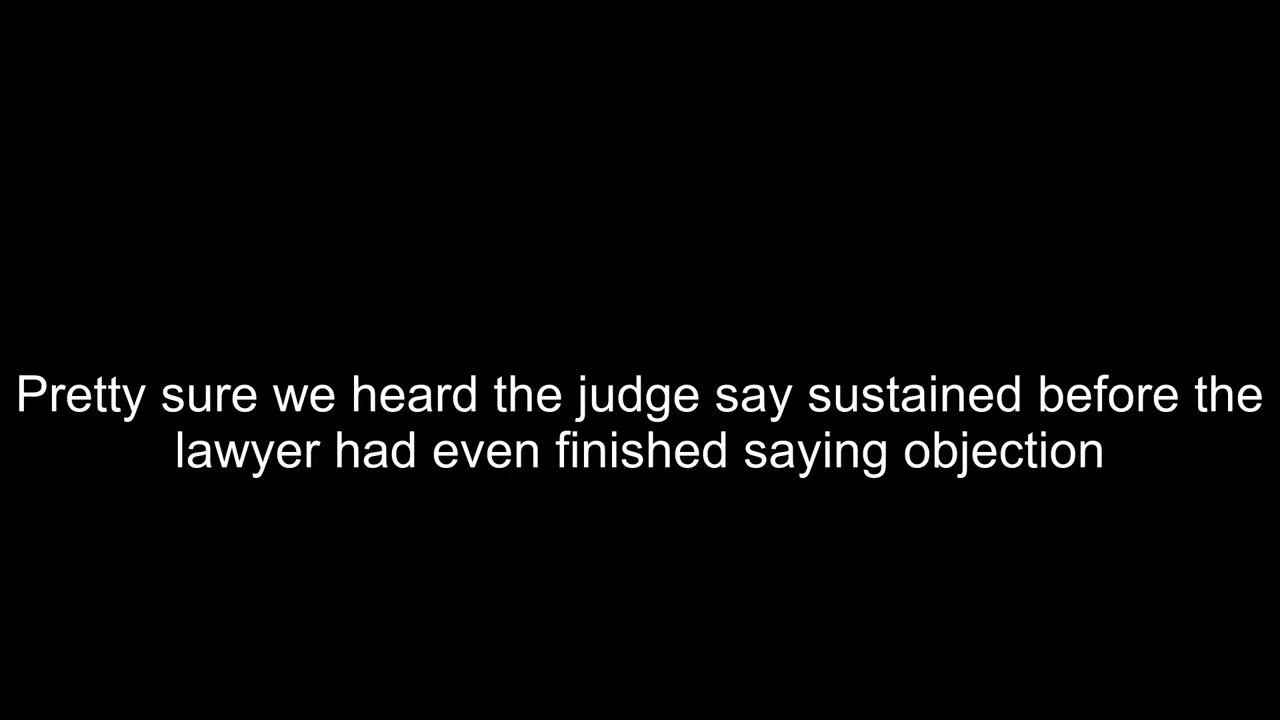 Pretty sure we heard the judge say sustained before the
lawyer had even finished saying objection